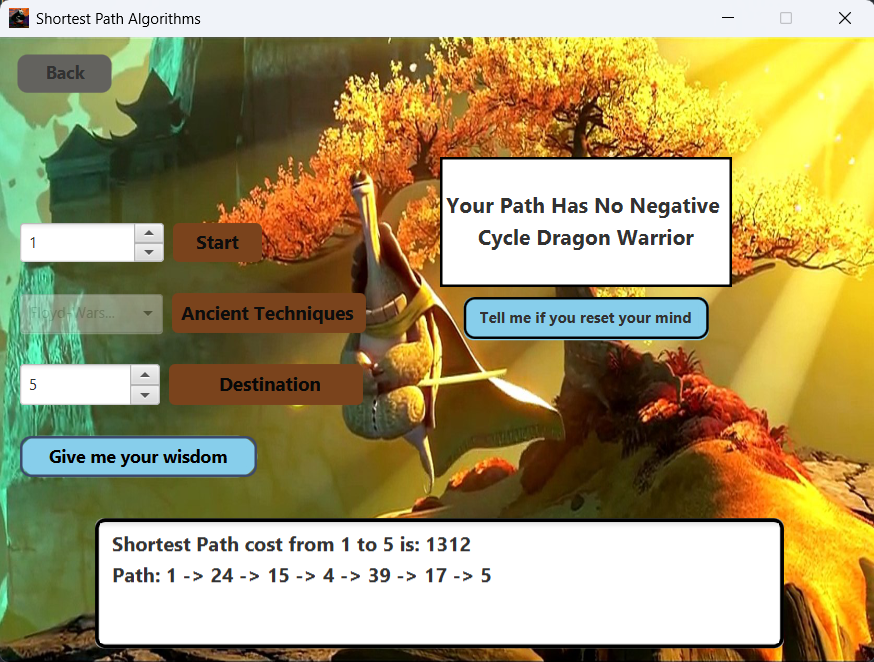 Shortest Path Algorithms
Back
Your Path Has No Negative
Cycle Dragon Warrior
1
Start
Tell me if you reset your mind
Floyd-Wars...
Ancient Techniques
5
Destination
Give me your wisdom
Shortest Path cost from 1 to 5 is: 1312
Path: 1 -> 24 -> 15 -> 4 -> 39 -> 17 -> 5